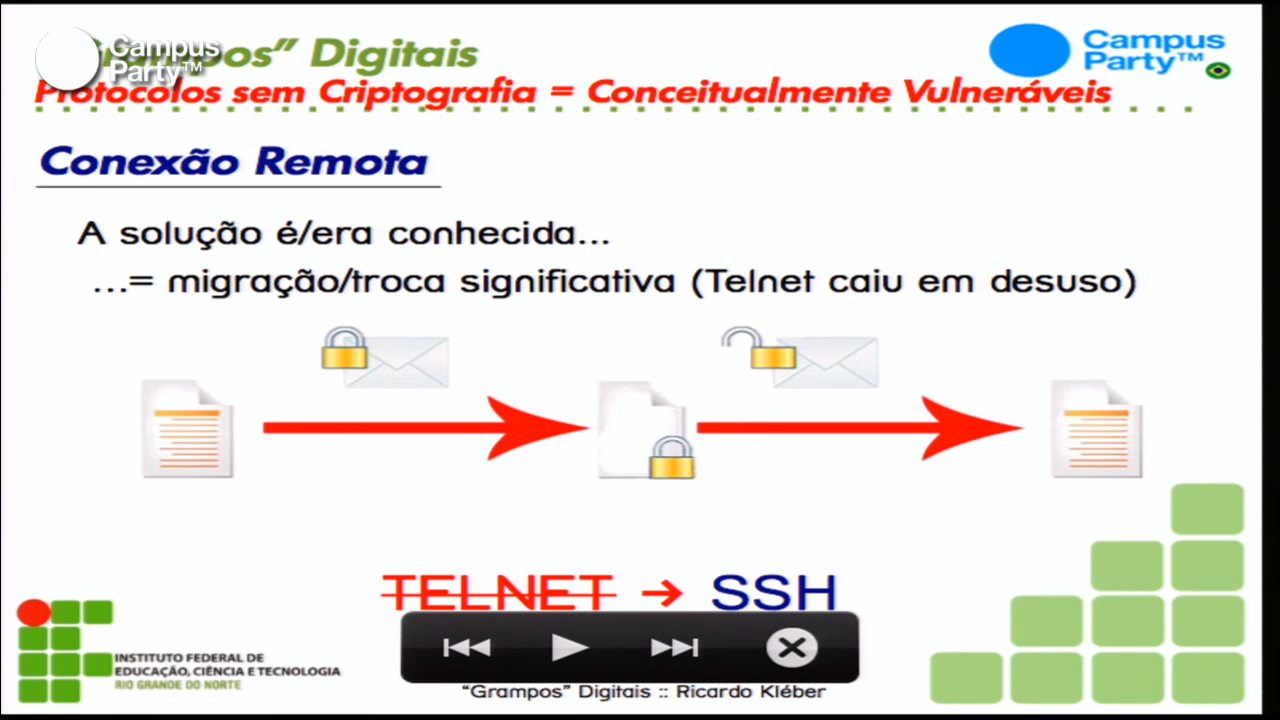 Grampos” Digitais
Campus
Party™
Campus
Party™
Protocolos sem Criptografia = Conceitualmente Vulneráveis
Conexão Remota
A solução é/era conhecida...
...= migração/troca significativa (Telnet caiu em desuso)
TELNET → SSH
INSTITUTO FEDERAL DE
EDUCAÇÃO, CIÊNCIA E TECNOLOGIA
RIO GRANDE DO NORTE
“Grampos” Digitais :: Ricardo Kléber